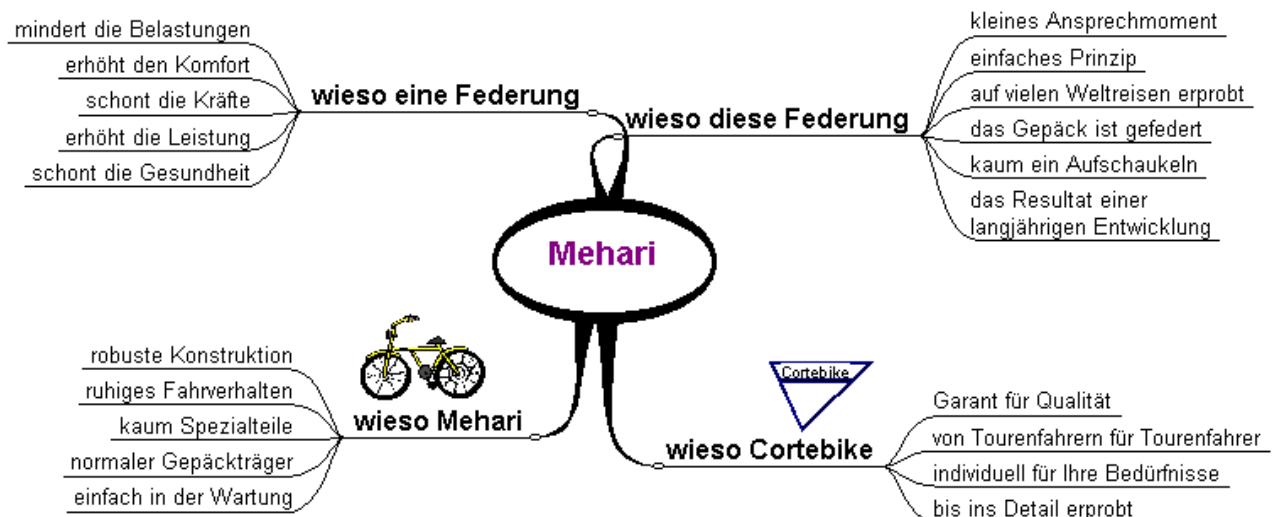 mindert die Belastungen
erhöht den Komfort
schont die Kräfte
erhöht die Leistung
schont die Gesundheit
wieso eine Federung
wieso diese Federung
kleines Ansprechmoment
einfaches Prinzip
auf vielen Weltreisen erprobt
das Gepäck ist gefedert
kaum ein Aufschaukeln
das Resultat einer
langjährigen Entwicklung
Mehari
robuste Konstruktion
ruhiges Fahrverhalten
kaum Spezialteile
normaler Gepäckträger
einfach in der Wartung
wieso Mehari
Cortebike
wieso Cortebike
Garant für Qualität
von Tourenfahrern für Tourenfahrer
individuell für Ihre Bedürfnisse
bis ins Detail erprobt